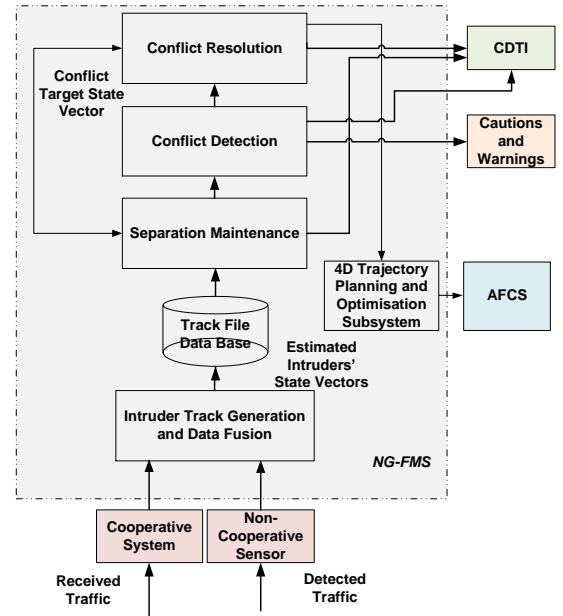 Conflict Resolution
CDTI
Conflict
Target State
Vector
Conflict Detection
Cautions
and
Warnings
Separation Maintenance
4D Trajectory
Planning and
Optimisation
Subsystem
AFCS
Track File
Data Base
Estimated
Intruders'
State Vectors
Intruder Track Generation
and Data Fusion
NG-FMS
Cooperative
System
Non-
Cooperative
Sensor
Received
Traffic
Detected
Traffic